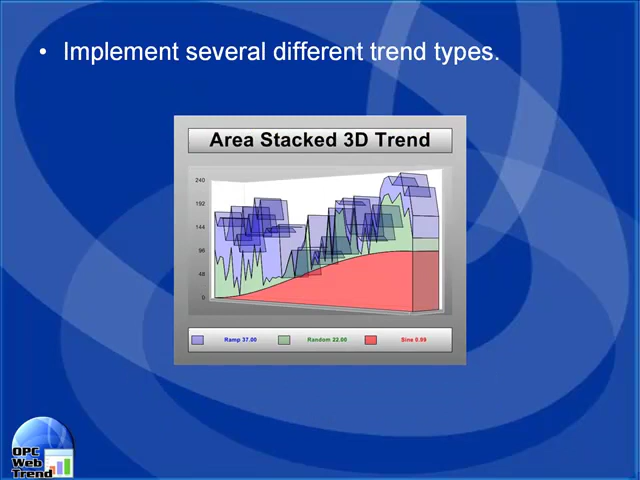 • Implement several different trend types.
Area Stacked 3D Trend
240
192
144
96
48
0
Ramp 37.00 Random 22.06 Sine 0.99
OPC
Web
Trend